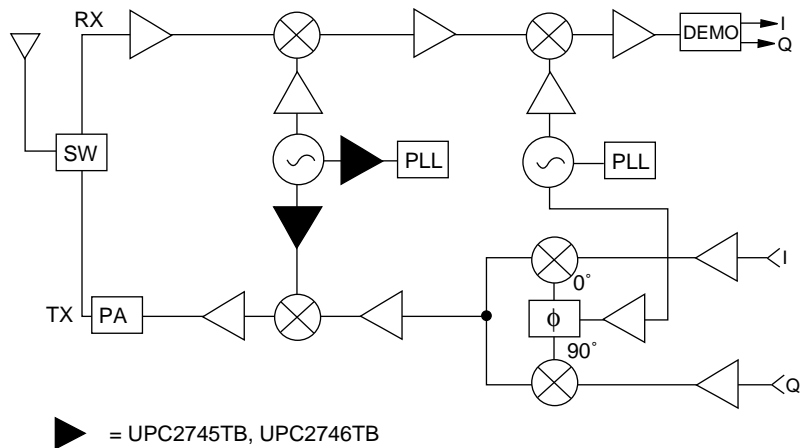 RX
DEMO
I
Q
SW
PLL
PLL
I
0°
TX
PA
ϕ
90°
Q
= UPC2745TB, UPC2746TB